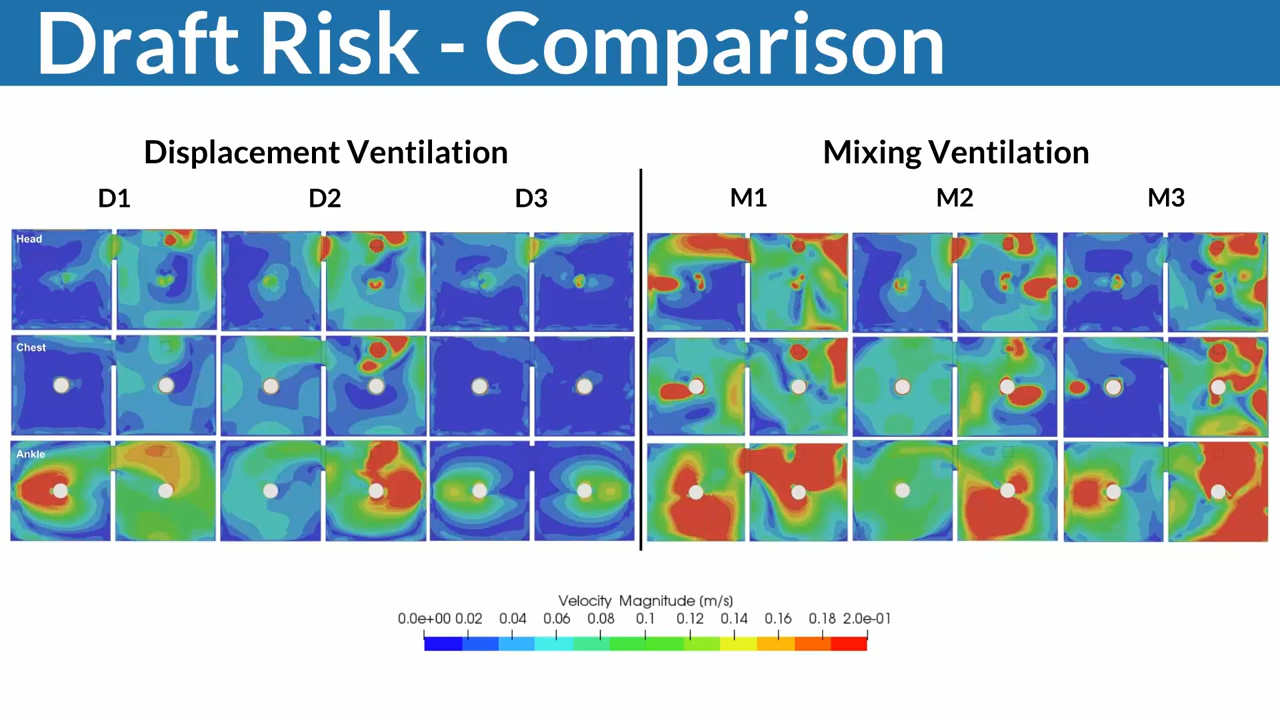 Draft Risk - Comparison
Displacement Ventilation
Mixing Ventilation
D1 D2 D3 M1 M2 M3
Head
Chest
Ankle
Velocity Magnitude [m/s]
0.0e+00 0.02 0.04 0.06 0.08 0.1 0.12 0.14 0.16 0.18 2.0e-01